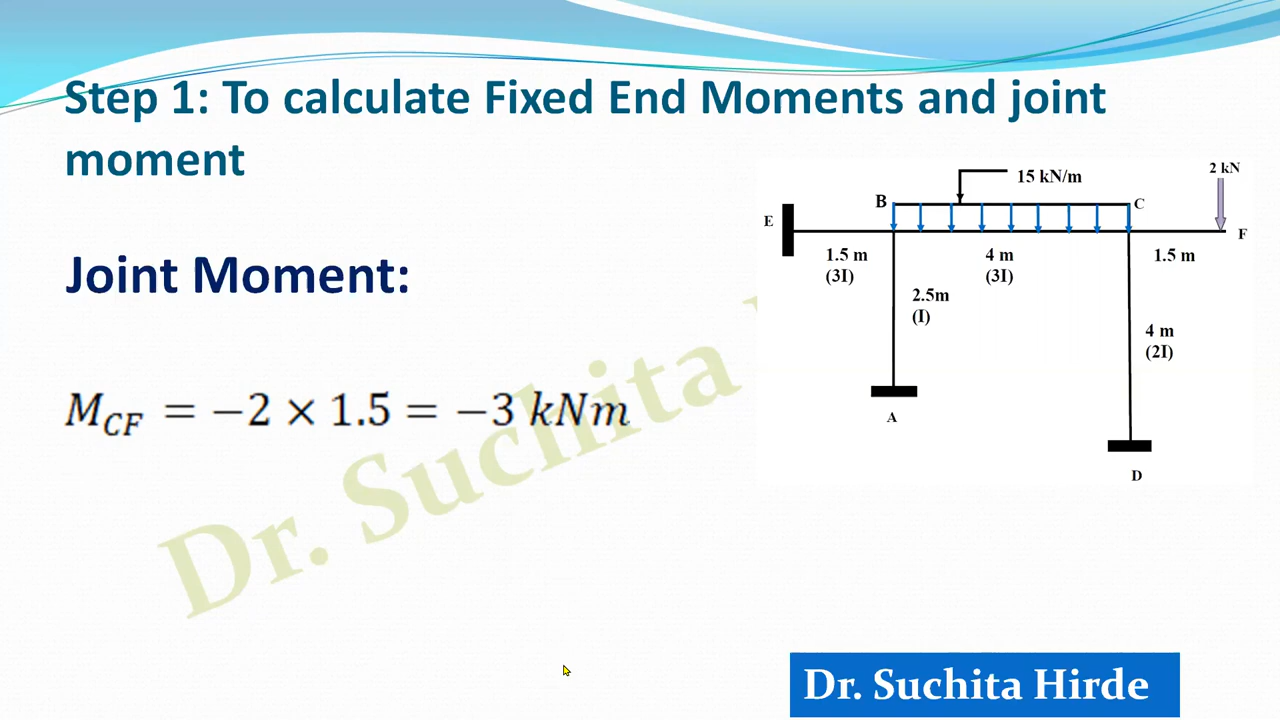 Step 1: To calculate Fixed End Moments and joint
moment
Joint Moment:
M_CF = −2 × 1.5 = −3 kNm
15 kN/m
2 kN
B
C
E
F
1.5 m
(3I)
4 m
(3I)
1.5 m
2.5m
(I)
4 m
(2I)
A
D
Dr. Suchita
Dr. Suchita Hirde